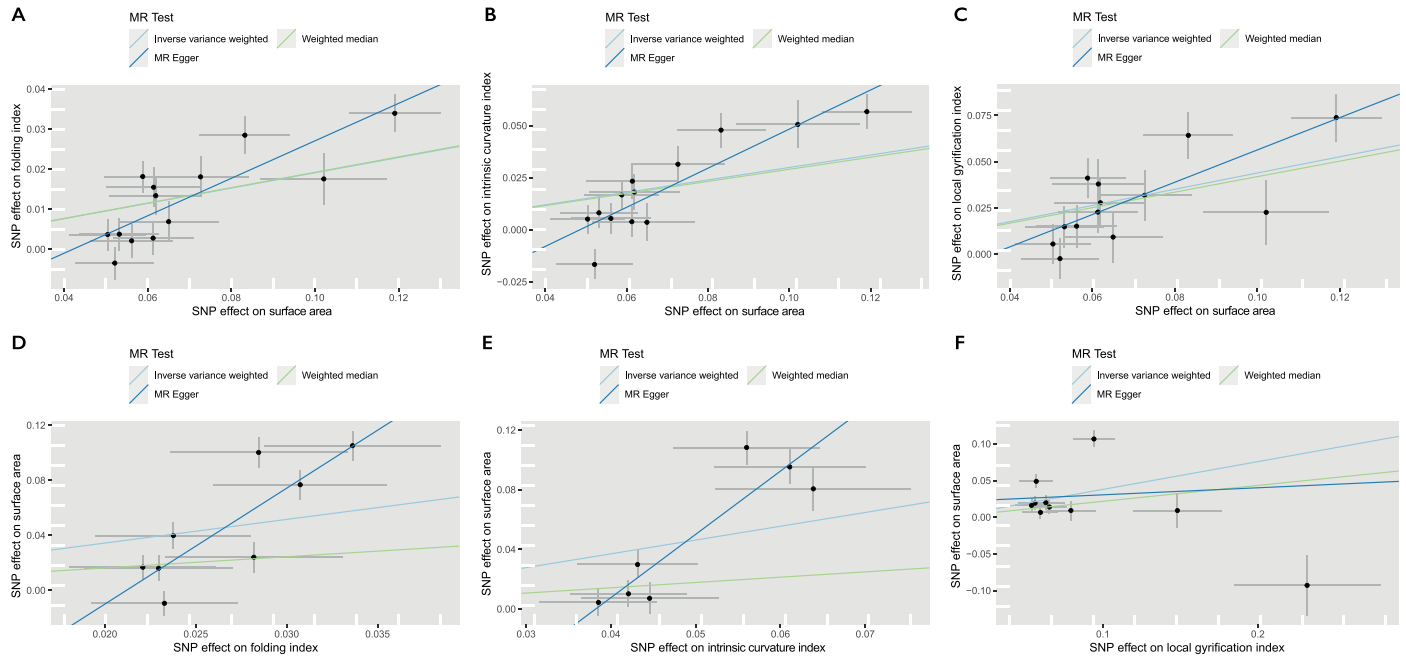 A
MR Test
Inverse variance weighted
Weighted median
MR Egger
SNP effect on folding index
0.04
0.03
0.02
0.01
0.00
0.04
0.06
0.08
0.10
0.12
SNP effect on surface area
B
MR Test
Inverse variance weighted
Weighted median
MR Egger
SNP effect on intrinsic curvature index
0.050
0.025
0.000
−0.025
0.04
0.06
0.08
0.10
0.12
SNP effect on surface area
C
MR Test
Inverse variance weighted
Weighted median
MR Egger
SNP effect on local gyrification index
0.075
0.050
0.025
0.000
0.04
0.06
0.08
0.10
0.12
SNP effect on surface area
D
MR Test
Inverse variance weighted
Weighted median
MR Egger
SNP effect on surface area
0.12
0.08
0.04
0.00
0.020
0.025
0.030
0.035
SNP effect on folding index
E
MR Test
Inverse variance weighted
Weighted median
MR Egger
SNP effect on surface area
0.12
0.08
0.04
0.00
0.03
0.04
0.05
0.06
0.07
SNP effect on intrinsic curvature index
F
MR Test
Inverse variance weighted
Weighted median
MR Egger
SNP effect on surface area
0.10
0.05
0.00
−0.05
−0.10
0.1
0.2
SNP effect on local gyrification index